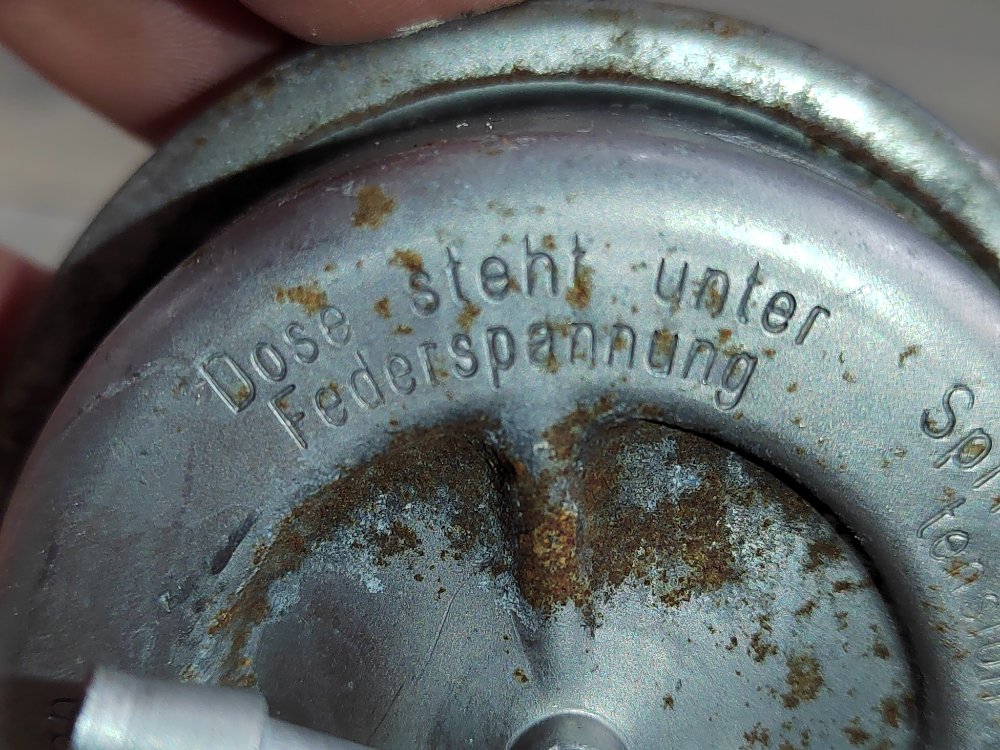 Dose steht unter
Federspannung